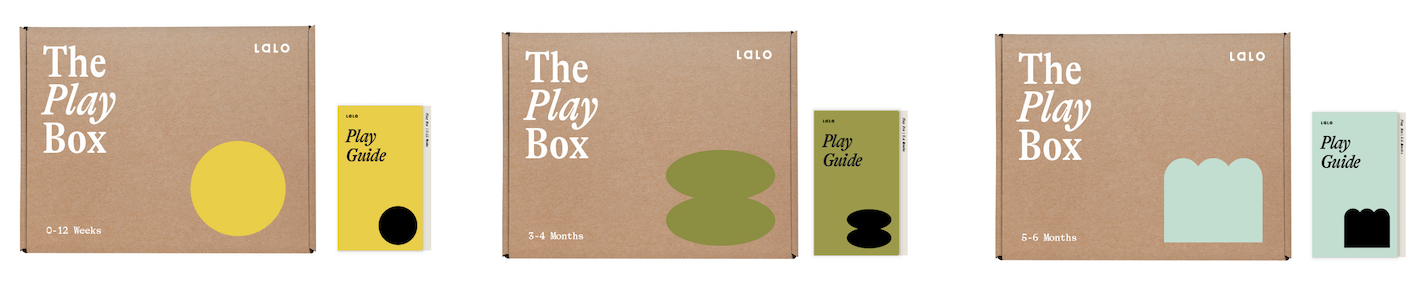 The
Play
Box
LALO
0-12 Weeks
LALO
Play
Guide
The
Play
Box
LALO
3-4 Months
LALO
Play
Guide
The
Play
Box
LALO
5-6 Months
LALO
Play
Guide